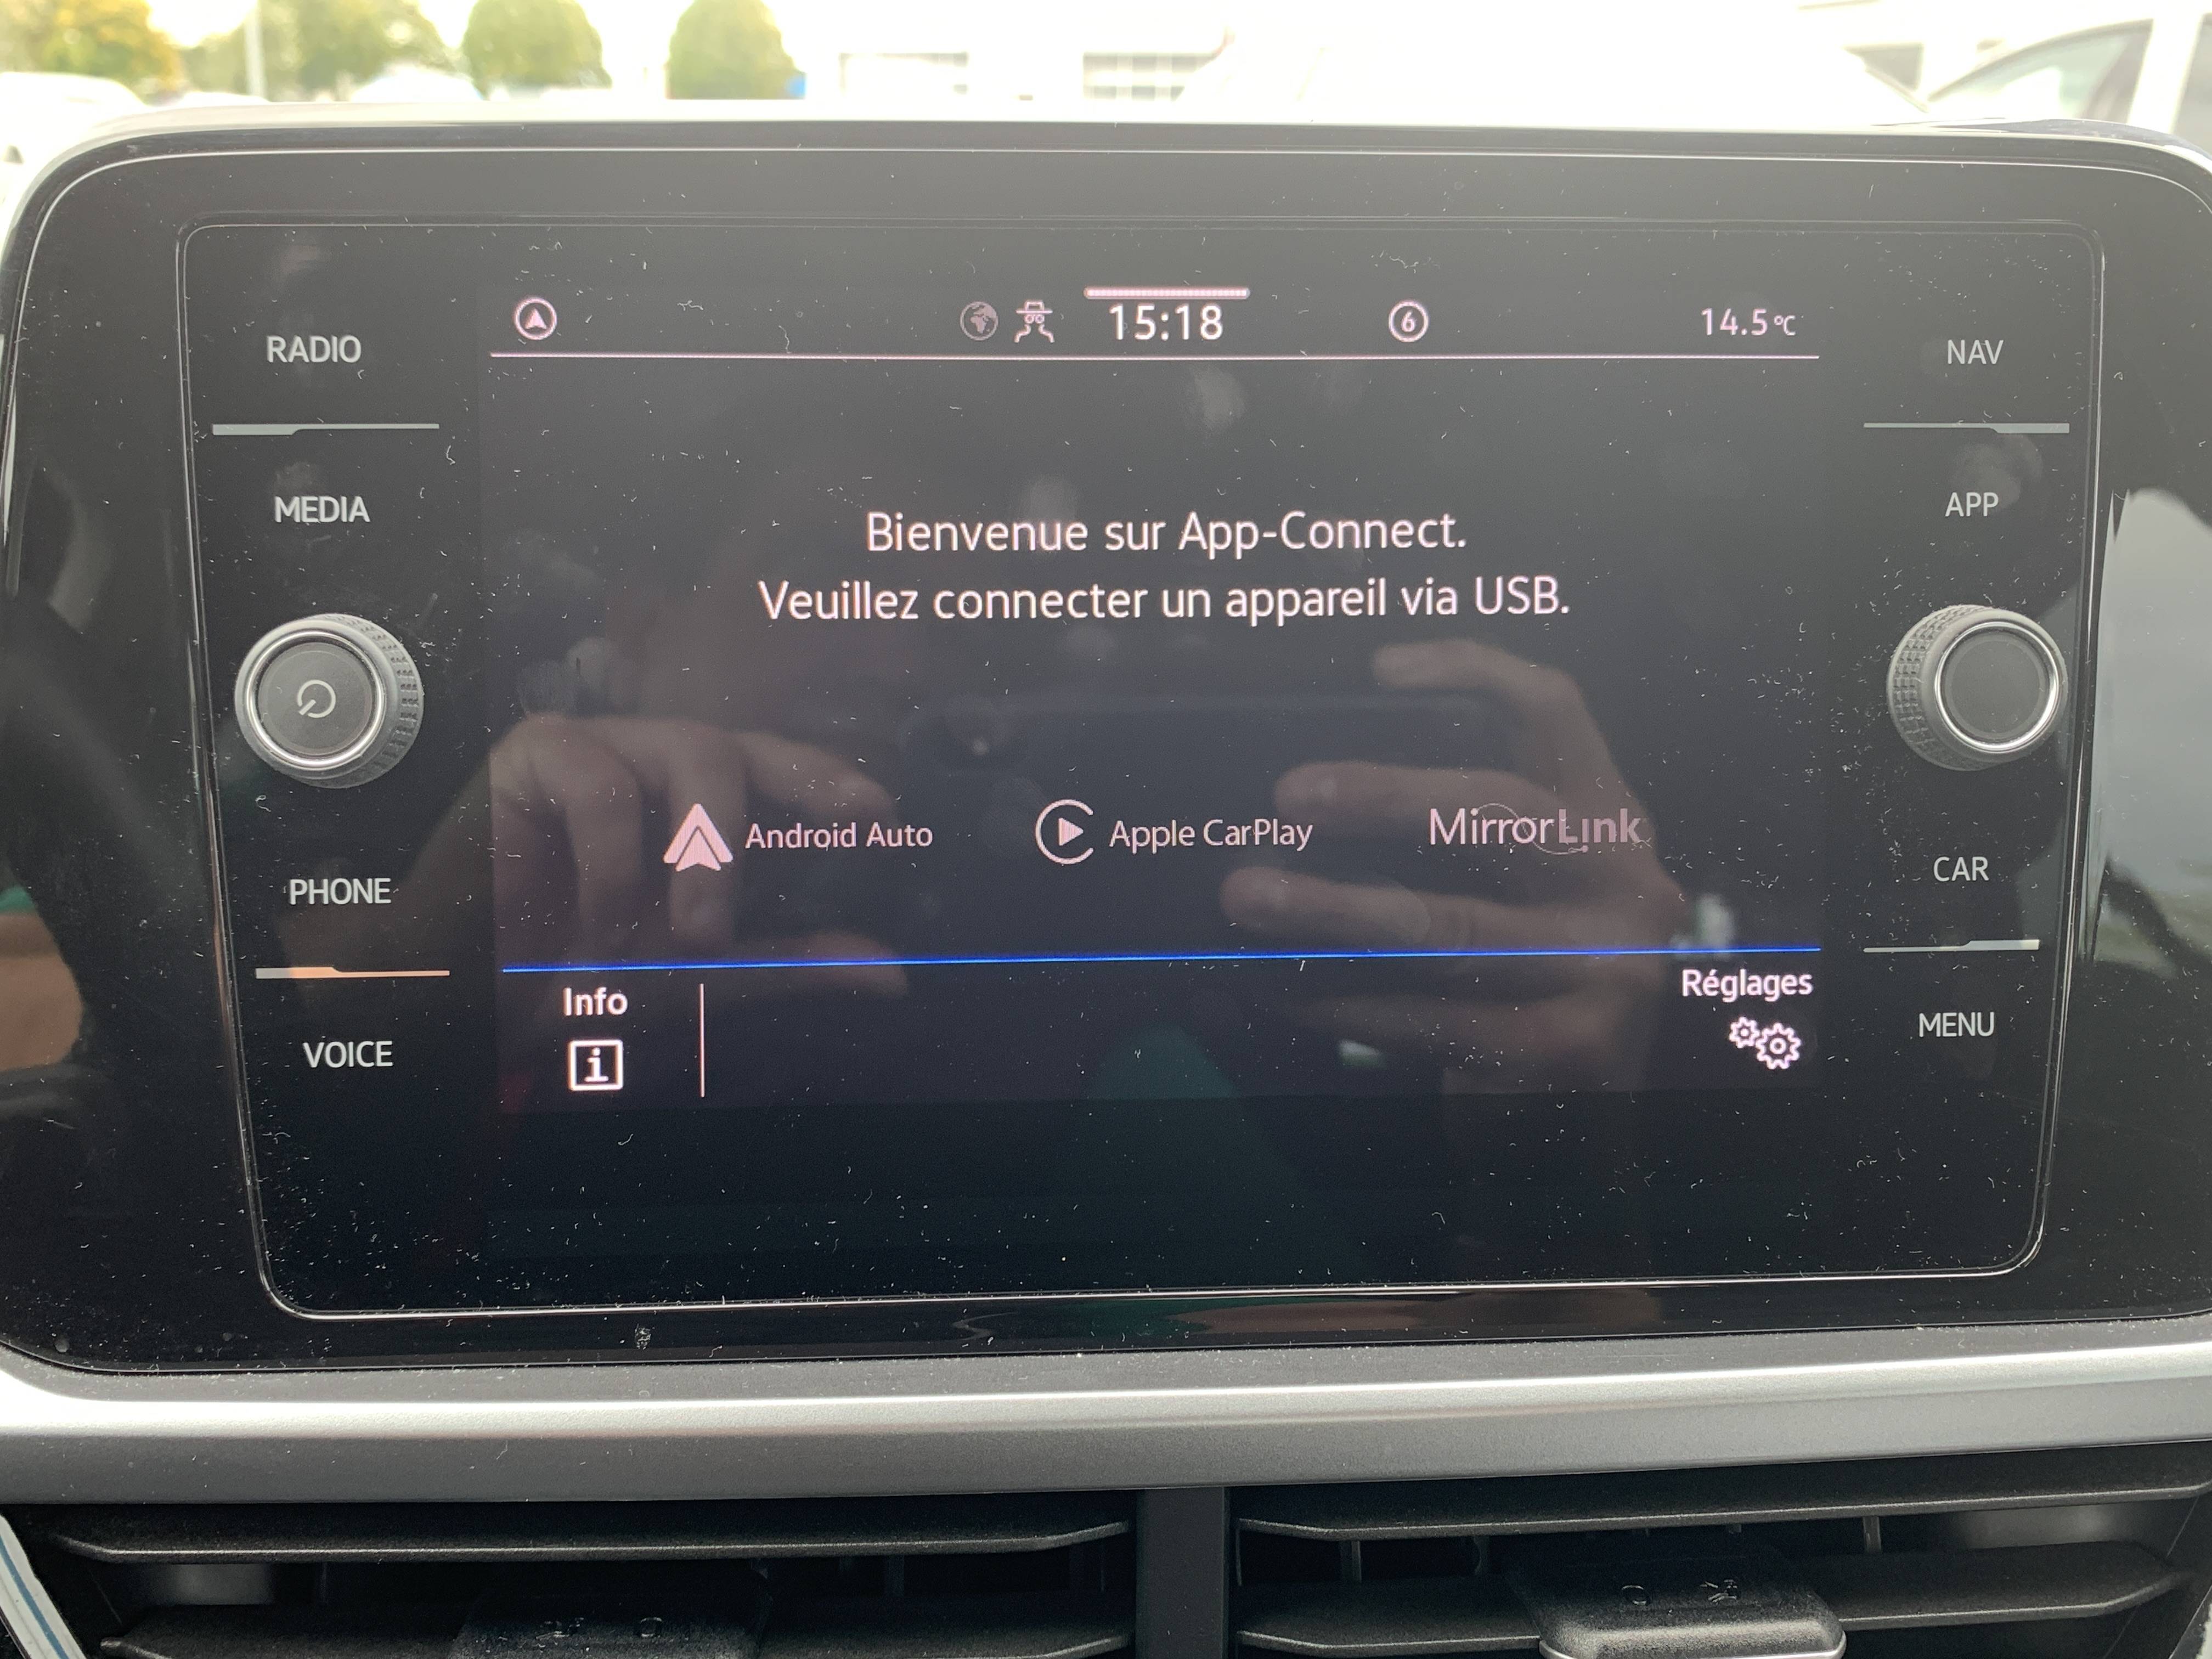 RADIO
MEDIA
PHONE
VOICE
15:18
6
14.5°C
Bienvenue sur App-Connect.
Veuillez connecter un appareil via USB.
Android Auto
Apple CarPlay
MirrorLink
Info
i
Réglages
NAV
APP
CAR
MENU